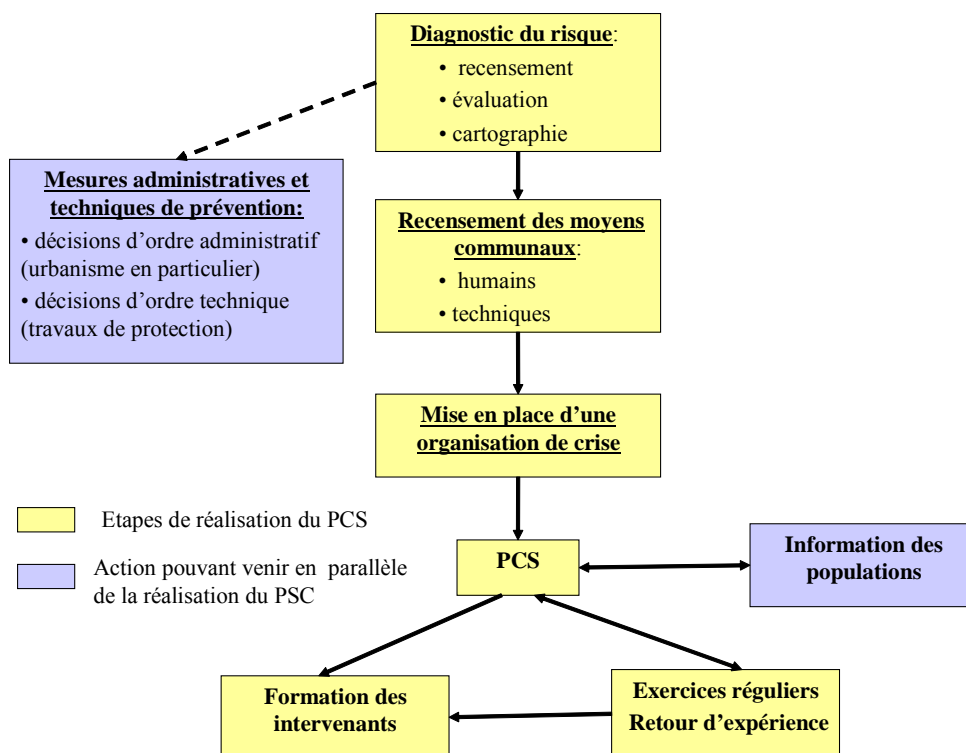 Diagnostic du risque:
• recensement
• évaluation
• cartographie
Mesures administratives et
techniques de prévention:
• décisions d'ordre administratif
(urbanisme en particulier)
• décisions d'ordre technique
(travaux de protection)
Recensement des moyens
communaux:
• humains
• techniques
Mise en place d'une
organisation de crise
Etapes de réalisation du PCS
Action pouvant venir en parallèle
de la réalisation du PSC
PCS
Information des
populations
Formation des
intervenants
Exercices réguliers
Retour d'expérience